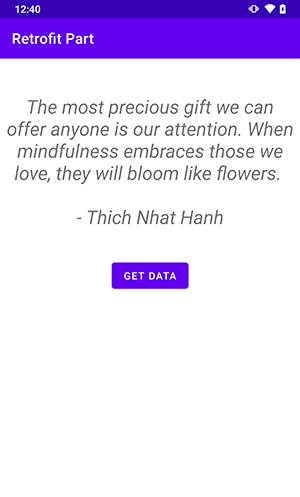 12:40
Retrofit Part
The most precious gift we can
offer anyone is our attention. When
mindfulness embraces those we
love, they will bloom like flowers.
- Thich Nhat Hanh
GET DATA